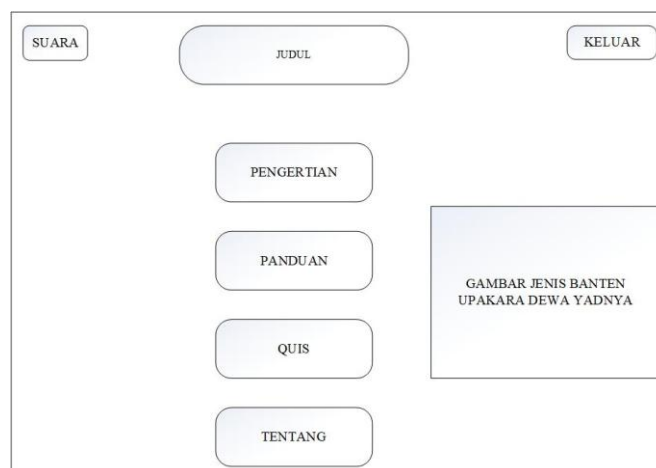 SUARA
JUDUL
KELUAR
PENGERTIAN
PANDUAN
GAMBAR JENIS BANTEN
UPAKARA DEWA YADNYA
QUIS
TENTANG